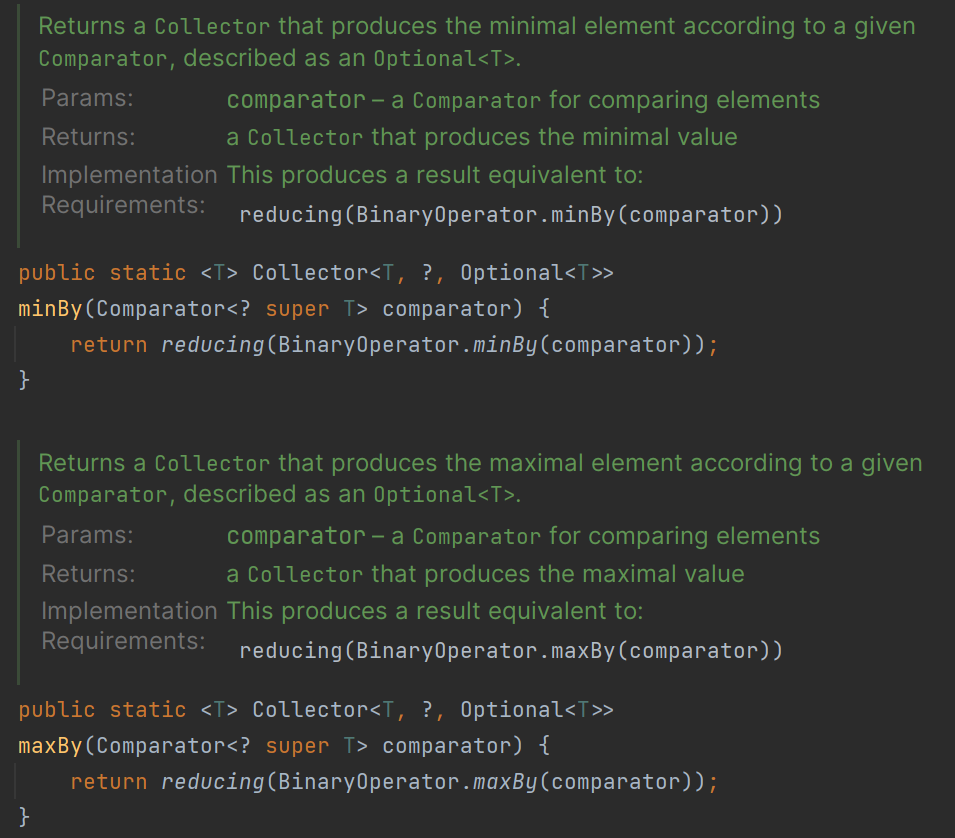 Returns a Collector that produces the minimal element according to a given
Comparator, described as an Optional<T>.
Params: comparator – a Comparator for comparing elements
Returns: a Collector that produces the minimal value
Implementation This produces a result equivalent to:
Requirements: reducing(BinaryOperator.minBy(comparator))
public static <T> Collector<T, ?, Optional<T>>
minBy(Comparator<? super T> comparator) {
return reducing(BinaryOperator.minBy(comparator));
}
Returns a Collector that produces the maximal element according to a given
Comparator, described as an Optional<T>.
Params: comparator – a Comparator for comparing elements
Returns: a Collector that produces the maximal value
Implementation This produces a result equivalent to:
Requirements: reducing(BinaryOperator.maxBy(comparator))
public static <T> Collector<T, ?, Optional<T>>
maxBy(Comparator<? super T> comparator) {
return reducing(BinaryOperator.maxBy(comparator));
}